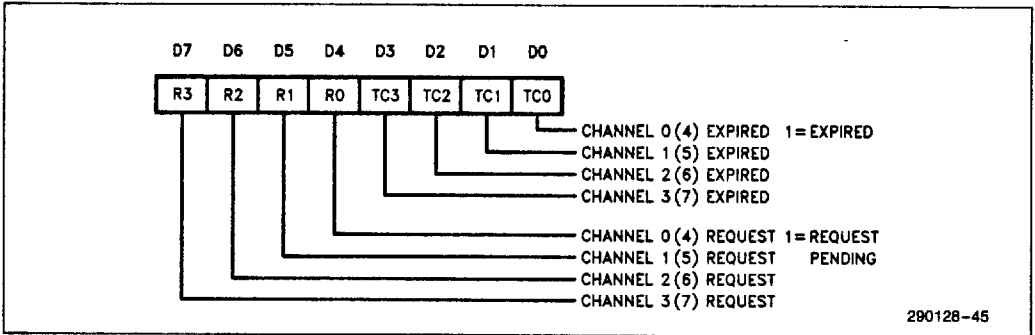 D7 D6 D5 D4 D3 D2 D1 D0
R3 R2 R1 R0 TC3 TC2 TC1 TC0
CHANNEL 0(4) EXPIRED 1=EXPIRED
CHANNEL 1(5) EXPIRED
CHANNEL 2(6) EXPIRED
CHANNEL 3(7) EXPIRED
CHANNEL 0(4) REQUEST 1=REQUEST
CHANNEL 1(5) REQUEST PENDING
CHANNEL 2(6) REQUEST
CHANNEL 3(7) REQUEST
290128-45